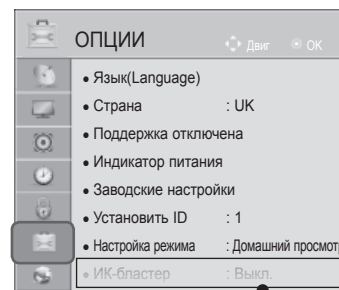 ОПЦИИ
Двиг ОК
• Язык(Language)
• Страна : UK
• Поддержка отключена
• Индикатор питания
• Заводские настройки
• Установить ID : 1
• Настройка режима : Домашний просмотр
• ИК-бластер : Выкл.